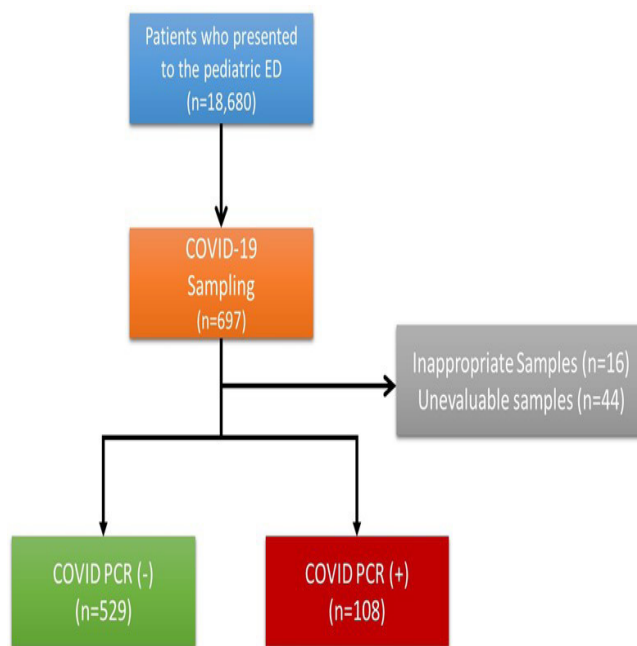 Patients who presented
to the pediatric ED
(n=18,680)
COVID-19
Sampling
(n=697)
Inappropriate Samples (n=16)
Unevaluable samples (n=44)
COVID PCR (-)
(n=529)
COVID PCR (+)
(n=108)